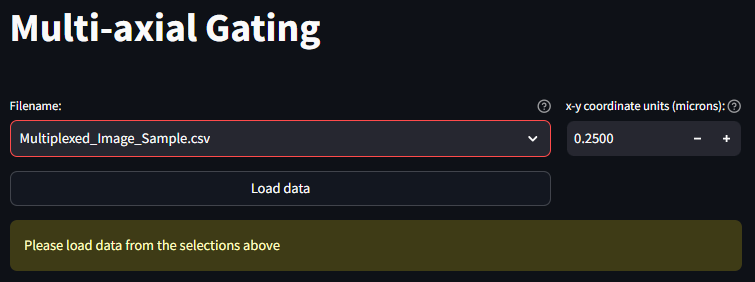 Multi-axial Gating
Filename:
x-y coordinate units (microns):
Multiplexed_Image_Sample.csv
0.2500
Load data
Please load data from the selections above